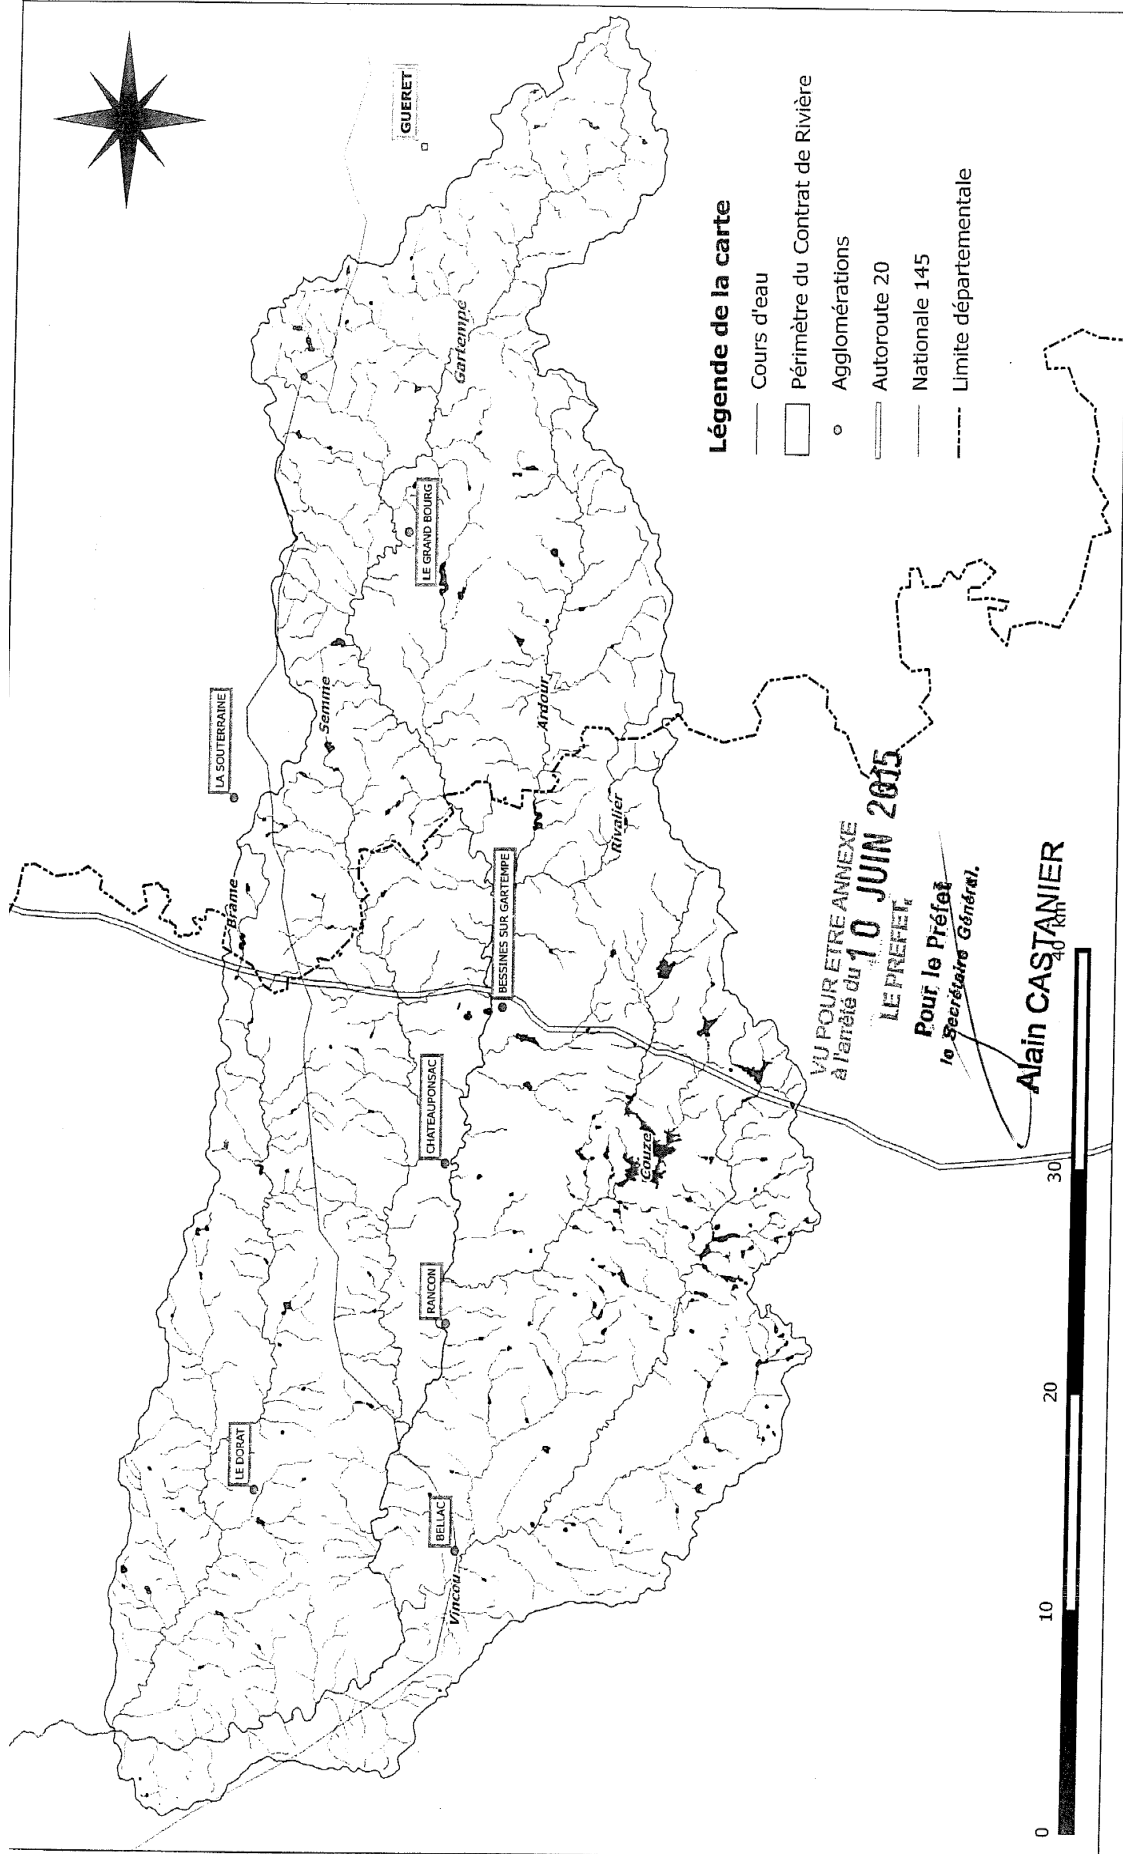 GUERET
Gartempe
LE GRAND BOURG
LA SOUTERRAINE
Semme
Ardour
Brame
Rivalier
BESSINES SUR GARTEMPE
CHATEAUPONSAC
Couze
RANCON
LE DORAT
BELLAC
Vincou
Légende de la carte
Cours d'eau
Périmètre du Contrat de Rivière
Agglomérations
Autoroute 20
Nationale 145
Limite départementale
VU POUR ETRE ANNEXE
à l'arrêté du 10 JUIN 2015
LE PREFET,
Pour le Préfet
le Secrétaire Général,
Alain CASTANIER
0 10 20 30 40 km